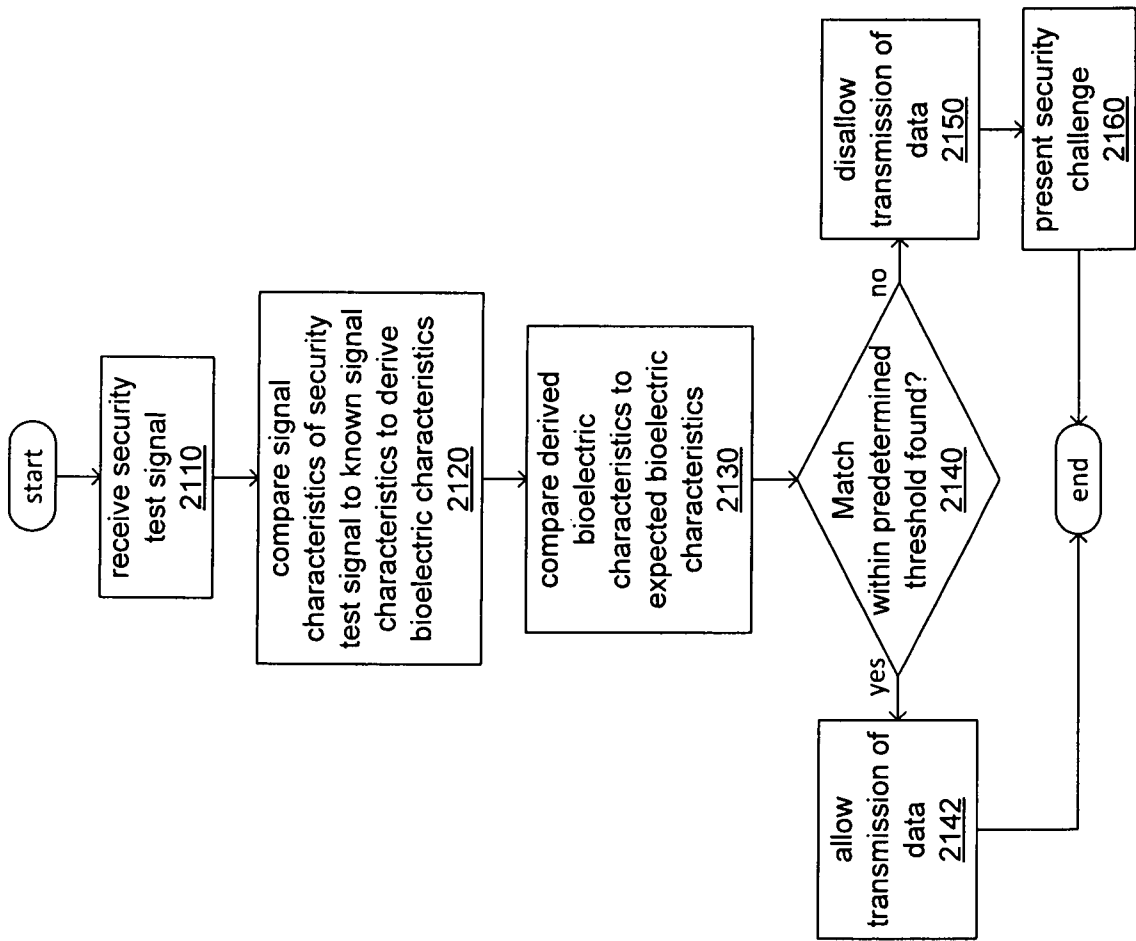 start
receive security
test signal
2110
compare signal
characteristics of security
test signal to known signal
characteristics to derive
bioelectric characteristics
2120
compare derived
bioelectric
characteristics to
expected bioelectric
characteristics
2130
Match
within predetermined
threshold found?
2140
yes
no
allow
transmission of
data
2142
disallow
transmission of
data
2150
present security
challenge
2160
end